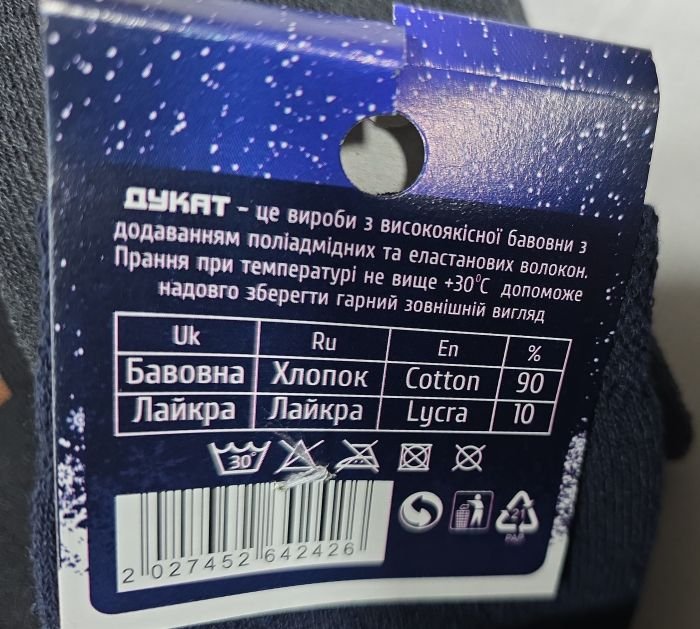 ДУКАТ - це вироби з високоякісної бавовни з
додаванням поліадмідних та еластанових волокон.
Прання при температурі не вище +30°С допоможе
надовго зберегти гарний зовнішній вигляд
Uk Ru En %
Бавовна Хлопок Cotton 90
Лайкра Лайкра Lycra 10
30°
2 027452 642426
21
PAP